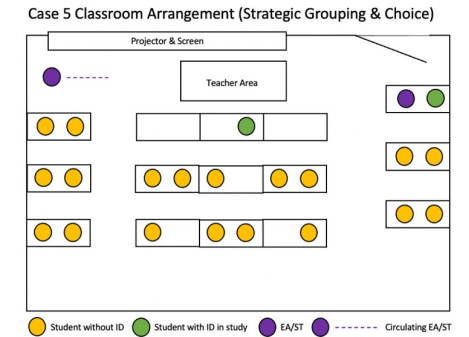 Case 5 Classroom Arrangement (Strategic Grouping & Choice)
Projector & Screen
Teacher Area
Student without ID
Student with ID in study
EA/ST
Circulating EA/ST